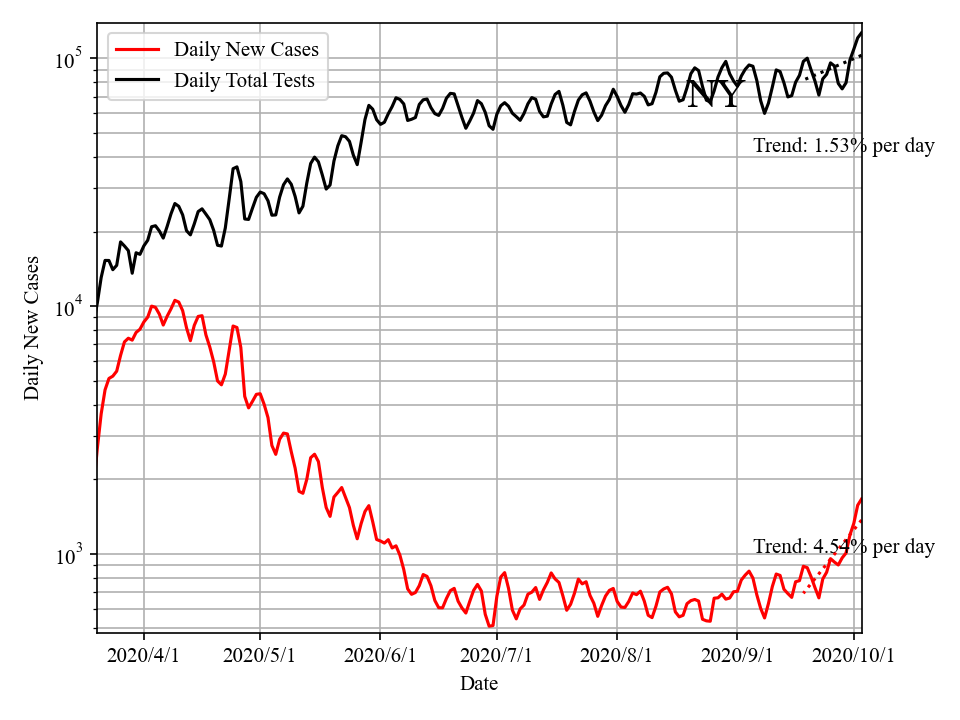 Daily New Cases
Daily Total Tests
NY
Trend: 1.53% per day
Trend: 4.54% per day
10^5
10^4
10^3
Daily New Cases
2020/4/1 2020/5/1 2020/6/1 2020/7/1 2020/8/1 2020/9/1 2020/10/1
Date